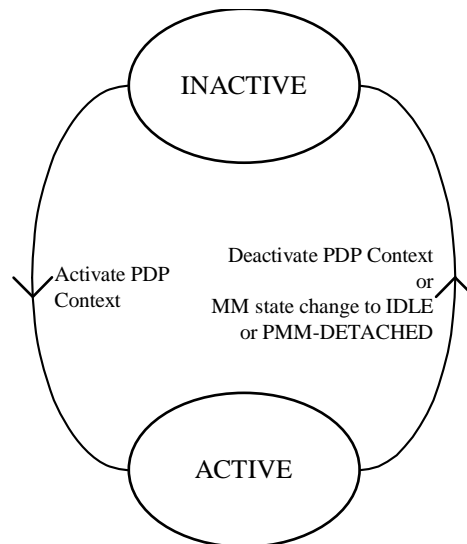 INACTIVE
Activate PDP
Context
Deactivate PDP Context
or
MM state change to IDLE
or PMM-DETACHED
ACTIVE